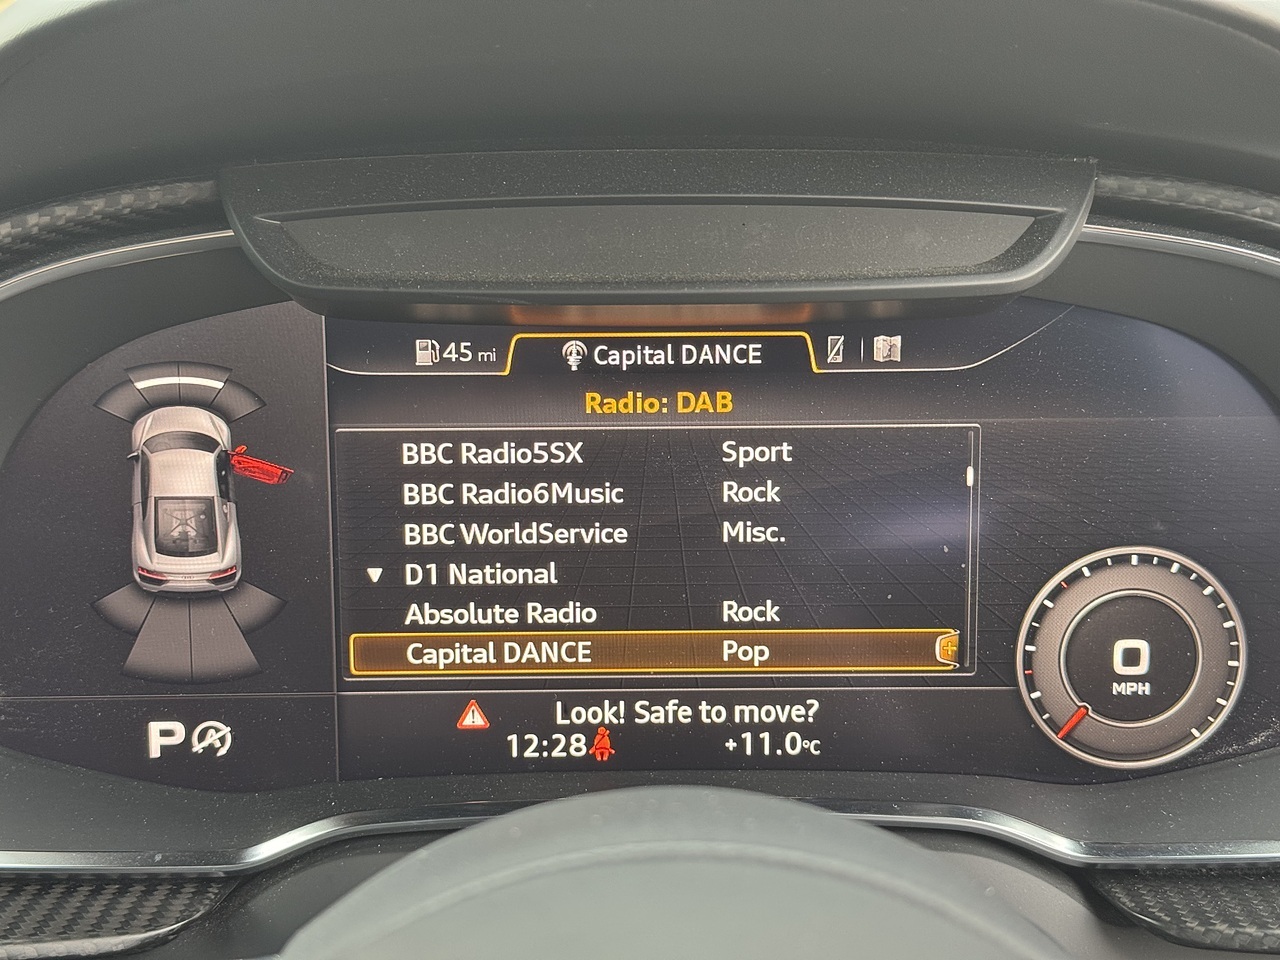 45 mi
Capital DANCE
Radio: DAB
BBC Radio5SX Sport
BBC Radio6Music Rock
BBC WorldService Misc.
D1 National
Absolute Radio Rock
Capital DANCE Pop
0
MPH
Look! Safe to move?
P A
12:28 +11.0°C